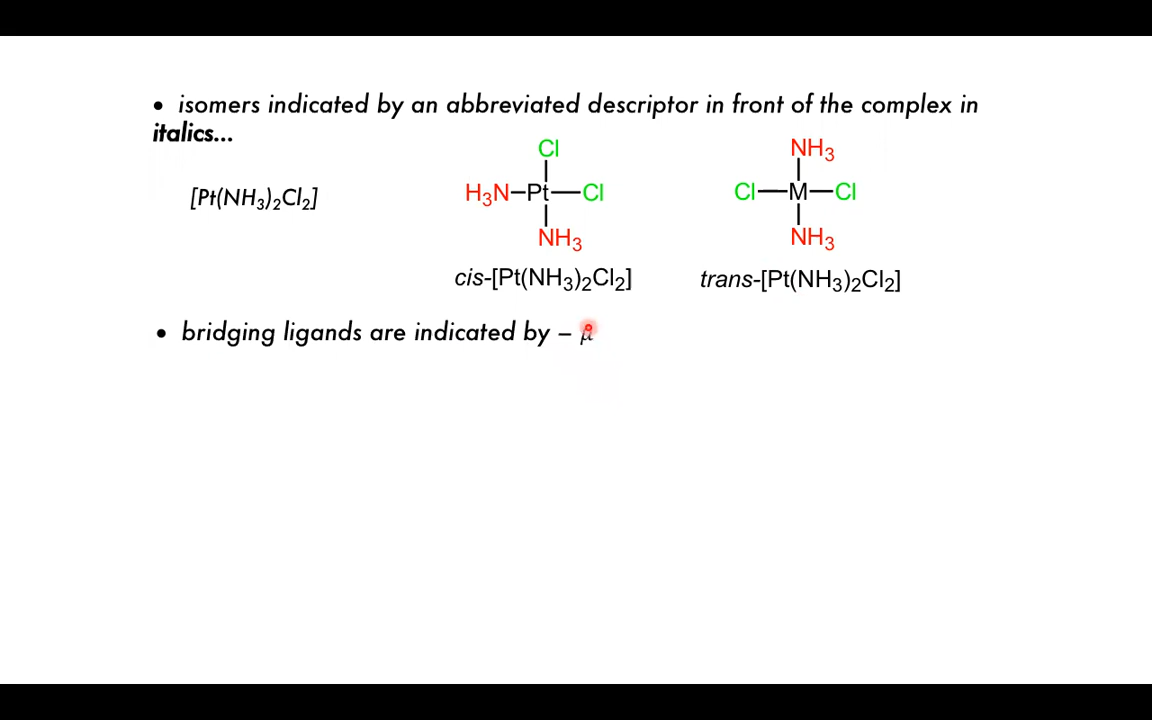 • isomers indicated by an abbreviated descriptor in front of the complex in
italics...
[Pt(NH₃)₂Cl₂]
Cl
H₃N–Pt–Cl
NH₃
cis-[Pt(NH₃)₂Cl₂]
NH₃
Cl–M–Cl
NH₃
trans-[Pt(NH₃)₂Cl₂]
• bridging ligands are indicated by – μ